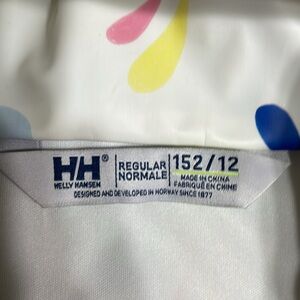 HH®
HELLY HANSEN
REGULAR
NORMALE
152/12
MADE IN CHINA
FABRIQUÉ EN CHINE
DESIGNED AND DEVELOPED IN NORWAY SINCE 1877